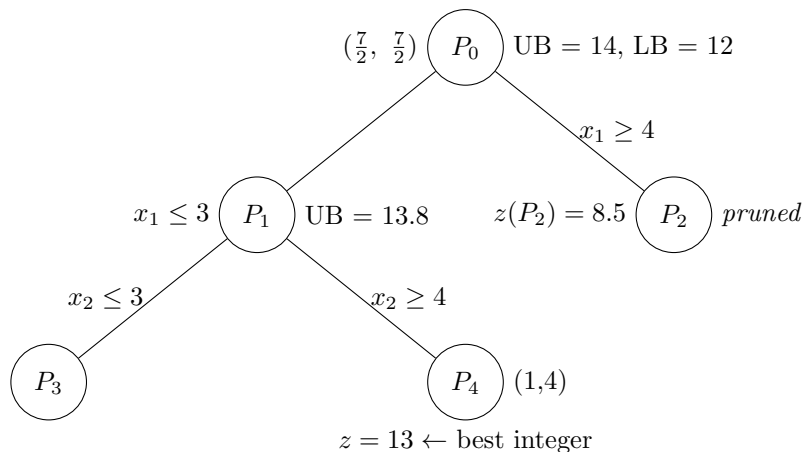 (7/2, 7/2) P₀ UB = 14, LB = 12
x₁ ≥ 4
x₁ ≤ 3 P₁ UB = 13.8 z(P₂) = 8.5 P₂ pruned
x₂ ≤ 3 x₂ ≥ 4
P₃ P₄ (1,4)
z = 13 ← best integer